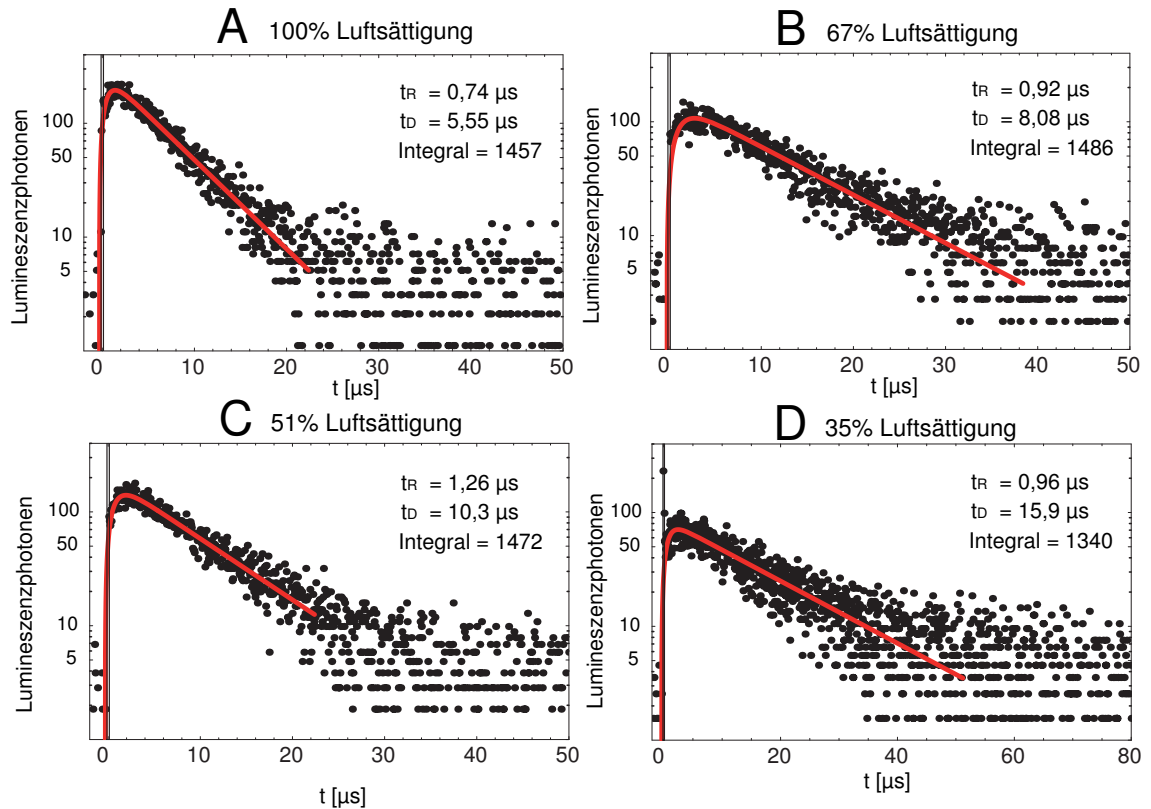 A 100% Luftsättigung
tR = 0,74 µs
tD = 5,55 µs
Integral = 1457
Lumineszenzphotonen
100
50
10
5
0 10 20 30 40 50
t [µs]
B 67% Luftsättigung
tR = 0,92 µs
tD = 8,08 µs
Integral = 1486
Lumineszenzphotonen
100
50
10
5
0 10 20 30 40 50
t [µs]
C 51% Luftsättigung
tR = 1,26 µs
tD = 10,3 µs
Integral = 1472
Lumineszenzphotonen
100
50
10
5
0 10 20 30 40 50
t [µs]
D 35% Luftsättigung
tR = 0,96 µs
tD = 15,9 µs
Integral = 1340
Lumineszenzphotonen
100
50
10
5
0 20 40 60 80
t [µs]